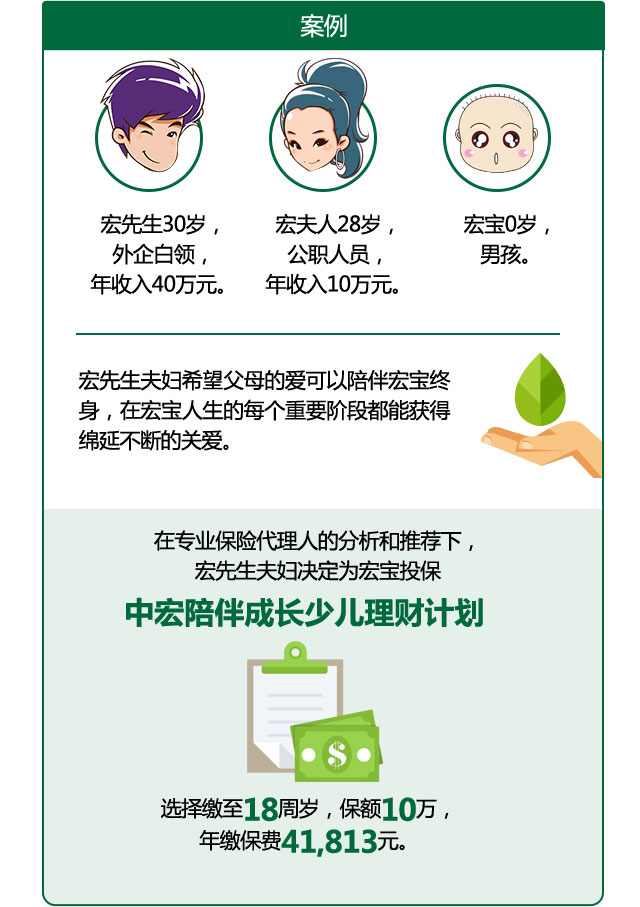 案例
宏先生30岁，
外企白领，
年收入40万元。
宏夫人28岁，
公职人员，
年收入10万元。
宏宝0岁，
男孩。
宏先生夫妇希望父母的爱可以陪伴宏宝终
身，在宏宝人生的每个重要阶段都能获得
绵延不断的关爱。
在专业保险代理人的分析和推荐下，
宏先生夫妇决定为宏宝投保
中宏陪伴成长少儿理财计划
$
选择缴至18周岁，保额10万，
年缴保费41,813元。